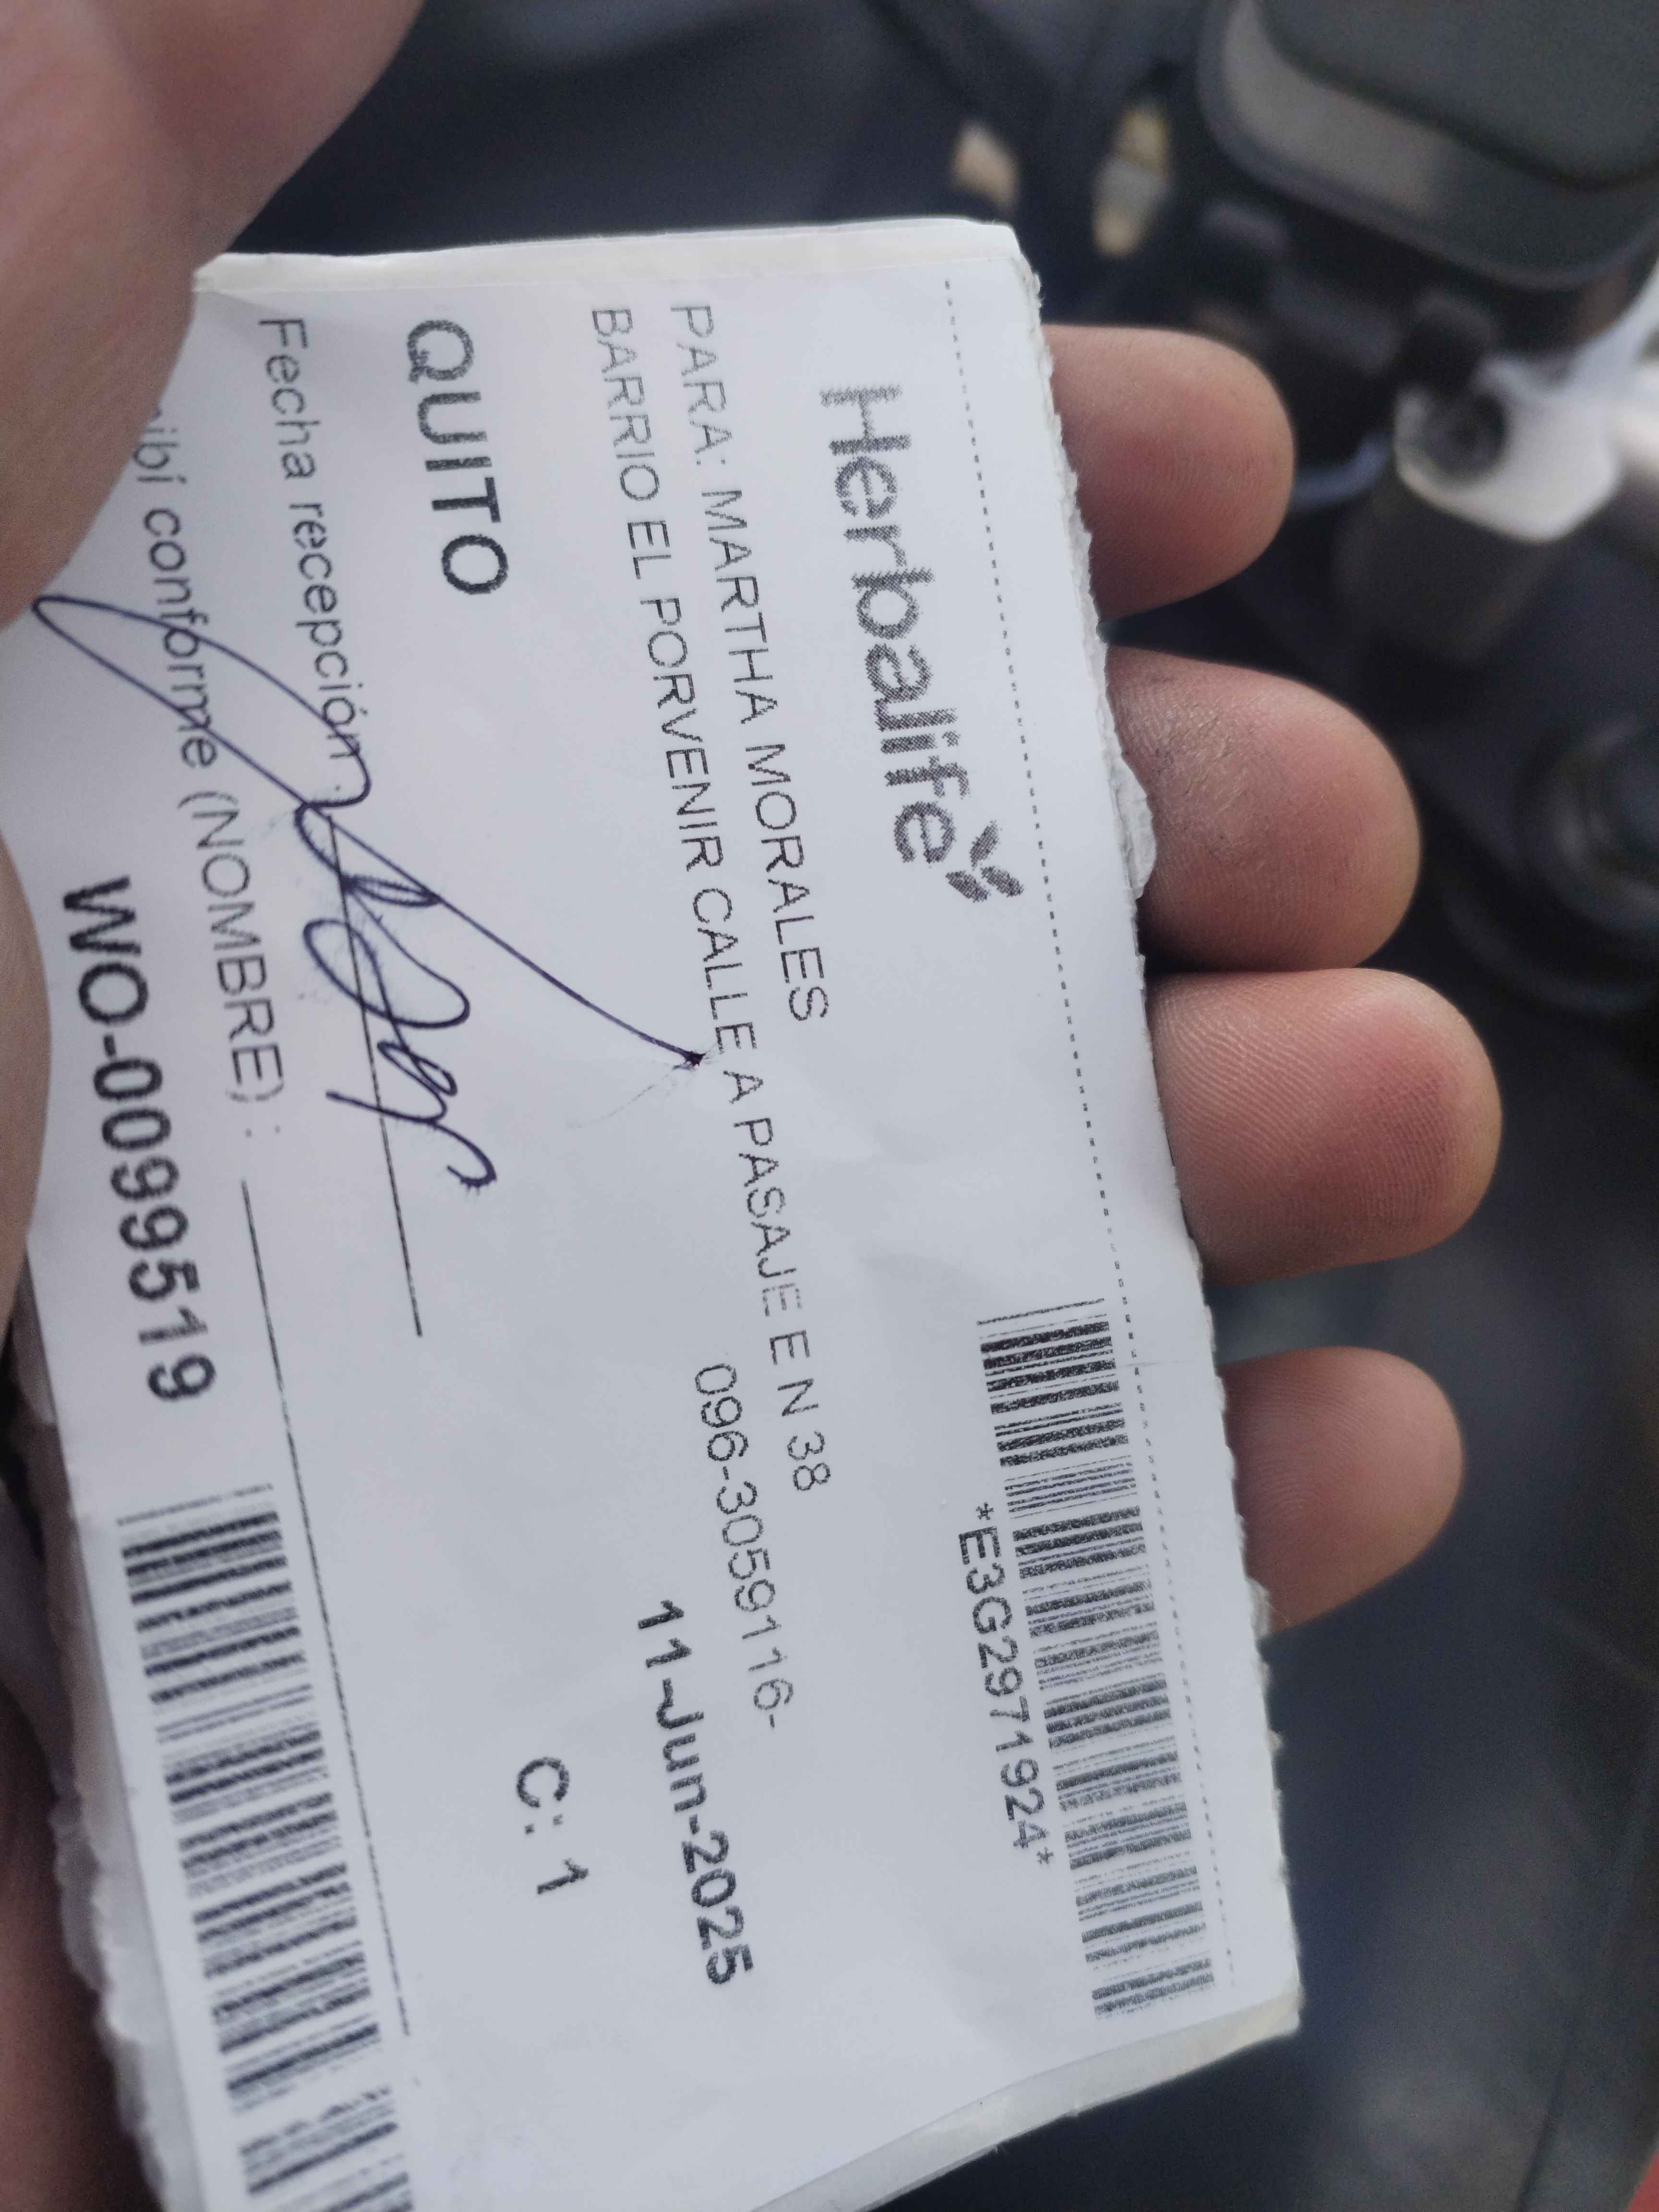 Herbalife
*E3G2971924*
PARA: MARTHA MORALES
BARRIO EL PORVENIR CALLE A PASAJE E N 38
096-3059116-
11-Jun-2025
QUITO
C: 1
Fecha recepción
conforme (NOMBRE) :
WO-0099519